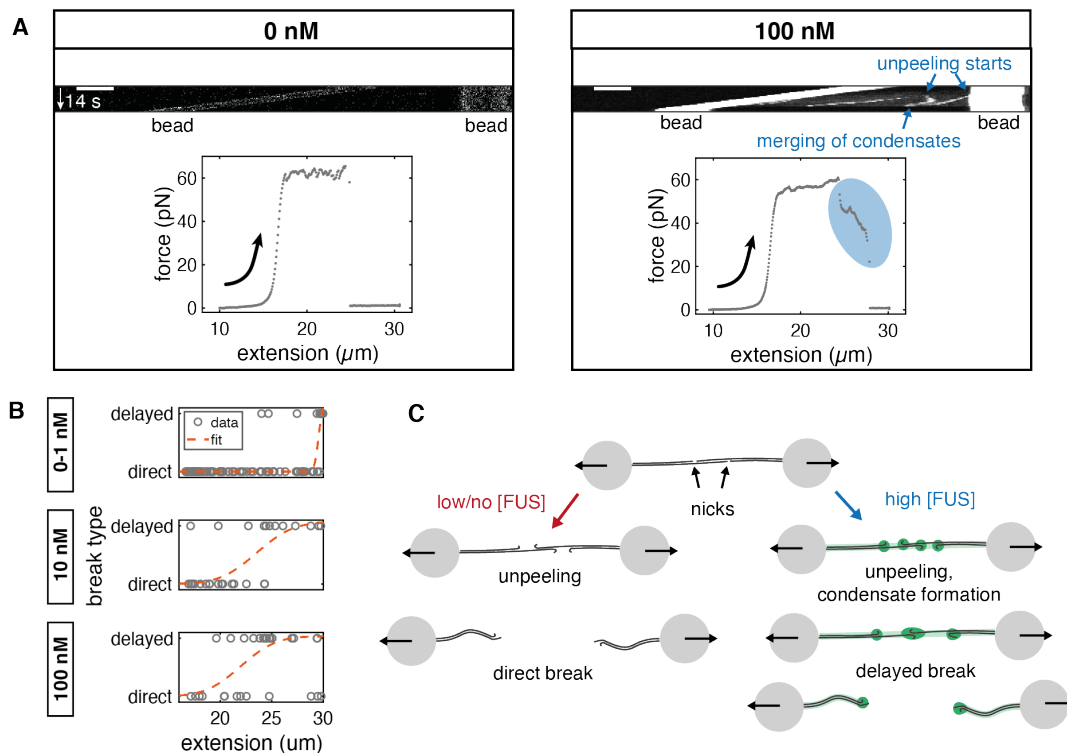 A
0 nM
100 nM
14 s
bead
bead
unpeeling starts
bead
bead
merging of condensates
force (pN)
60
40
20
0
10
20
30
extension (µm)
force (pN)
60
40
20
0
10
20
30
extension (µm)
B
0-1 nM
10 nM
100 nM
break type
delayed
direct
data
fit
delayed
direct
delayed
direct
20
25
30
extension (um)
C
nicks
low/no [FUS]
high [FUS]
unpeeling
unpeeling,
condensate formation
direct break
delayed break